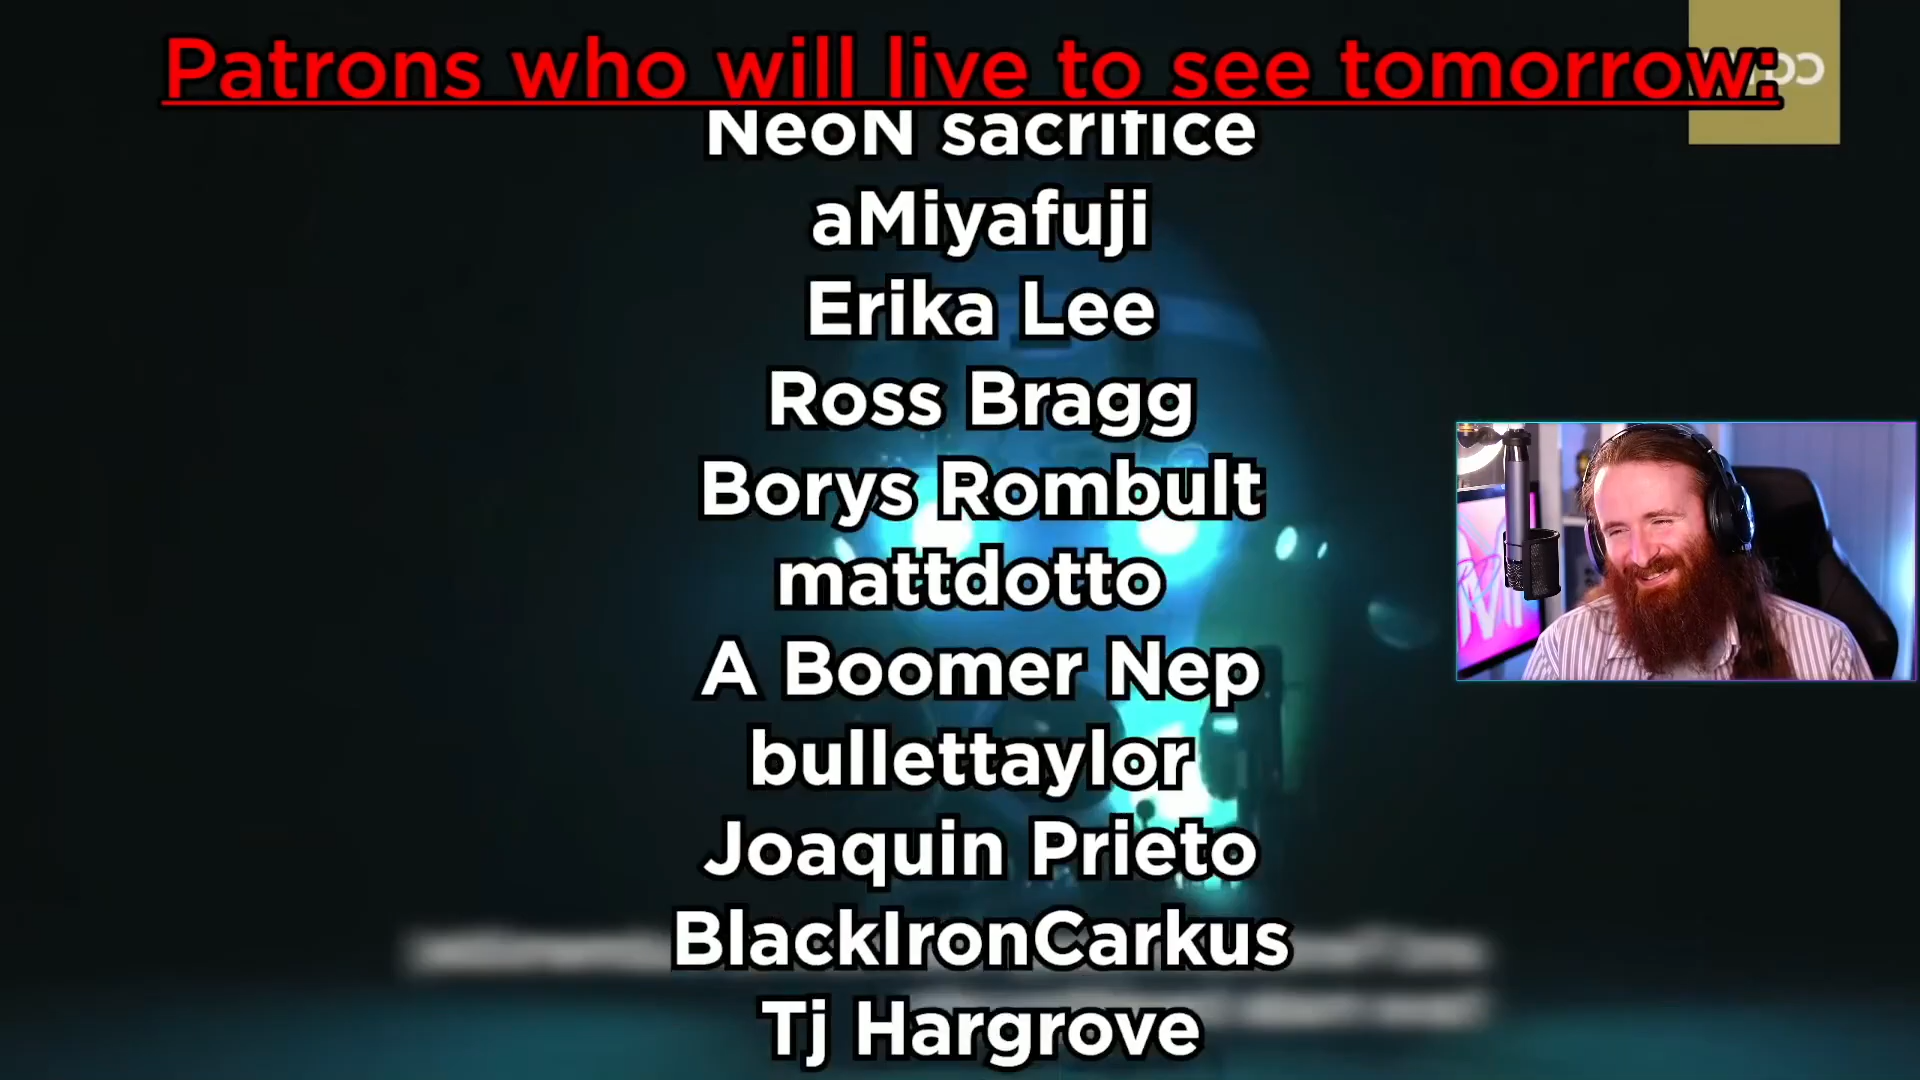 Patrons who will live to see tomorrow:
NeoN sacrifice
aMiyafuji
Erika Lee
Ross Bragg
Borys Rombult
mattdotto
A Boomer Nep
bullettaylor
Joaquin Prieto
BlackIronCarkus
Tj Hargrove